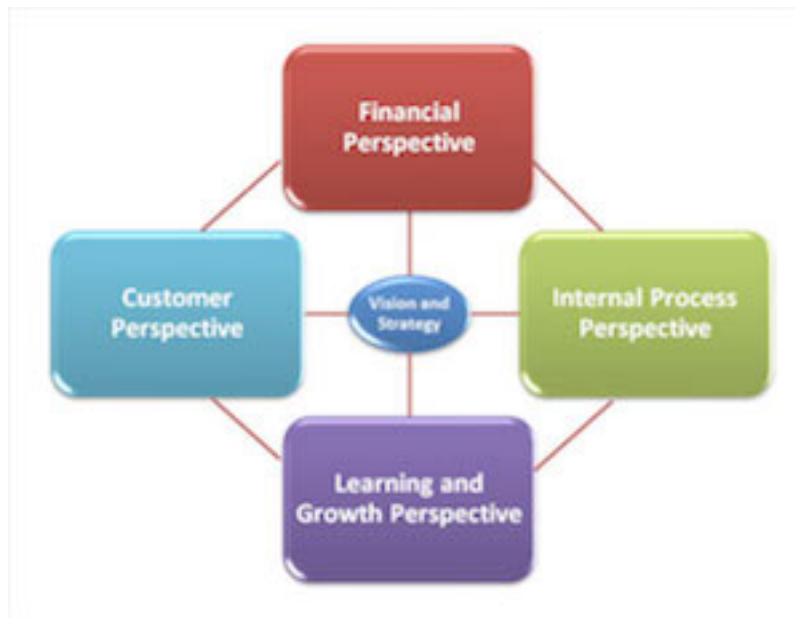 Financial
Perspective
Customer
Perspective
Vision and
Strategy
Internal Process
Perspective
Learning and
Growth Perspective